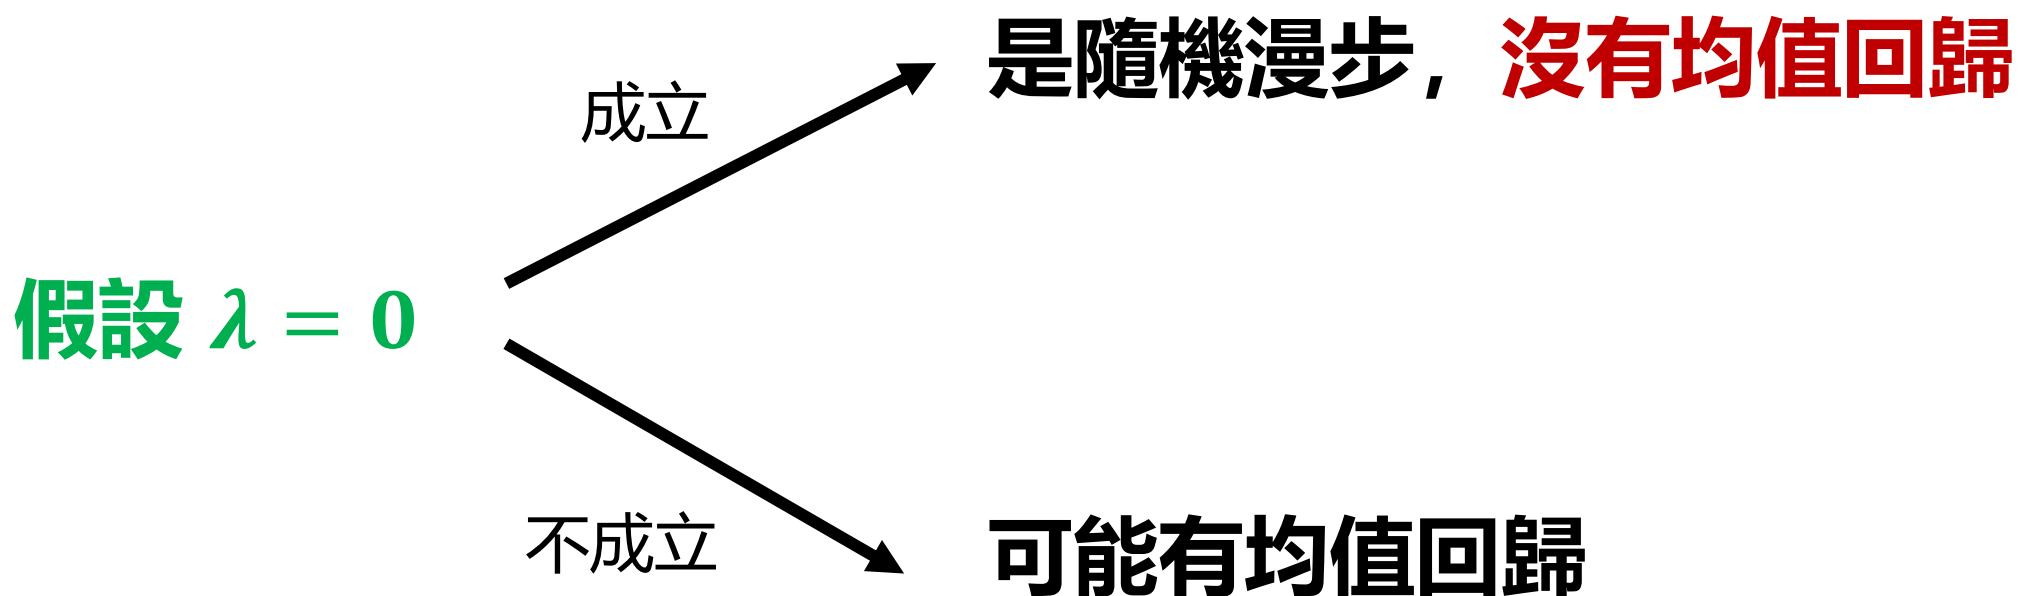 是隨機漫步，沒有均值回歸
成立
假設 λ = 0
不成立
可能有均值回歸